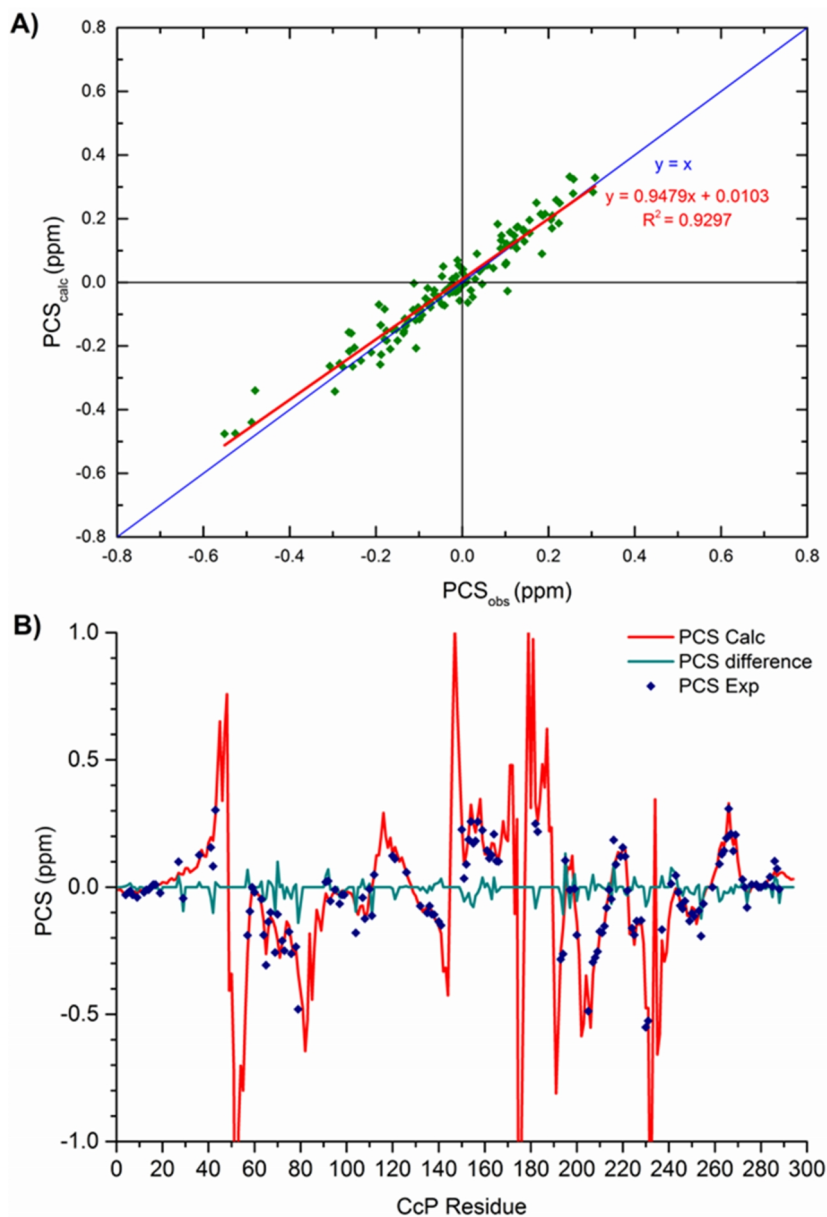 A)
0.8
0.6
0.4
0.2
0.0
-0.2
-0.4
-0.6
-0.8
PCScalc (ppm)
y = x
y = 0.9479x + 0.0103
R² = 0.9297
-0.8 -0.6 -0.4 -0.2 0.0 0.2 0.4 0.6 0.8
PCSobs (ppm)
B)
1.0
0.5
0.0
-0.5
-1.0
PCS (ppm)
PCS Calc
PCS difference
PCS Exp
0 20 40 60 80 100 120 140 160 180 200 220 240 260 280 300
CcP Residue